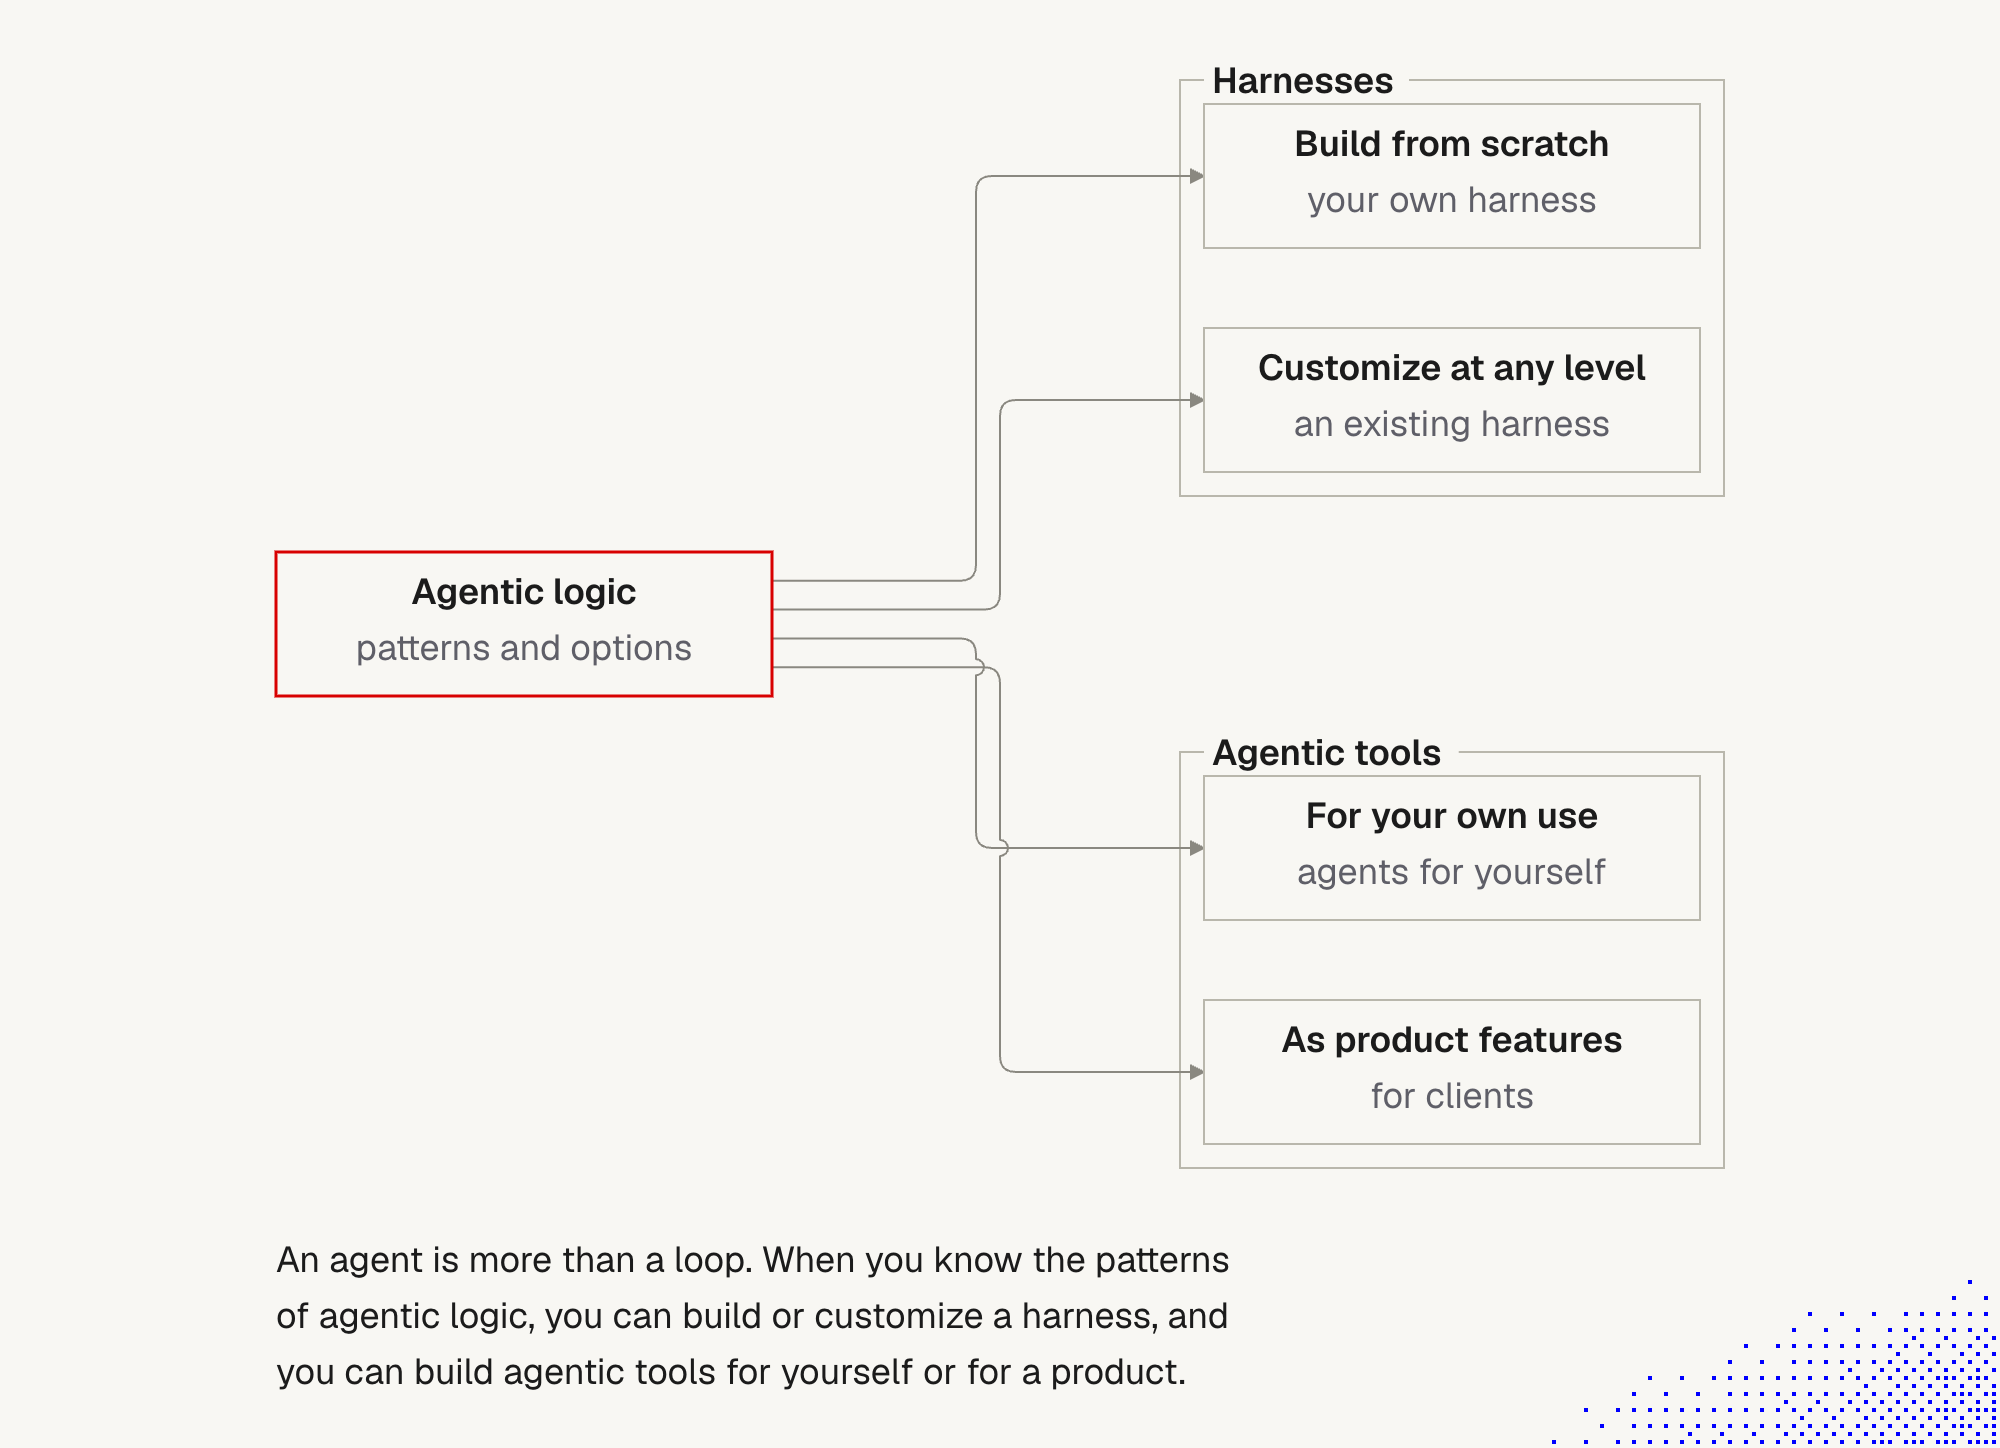 Harnesses
Build from scratch
your own harness
Customize at any level
an existing harness
Agentic logic
patterns and options
Agentic tools
For your own use
agents for yourself
As product features
for clients
An agent is more than a loop. When you know the patterns
of agentic logic, you can build or customize a harness, and
you can build agentic tools for yourself or for a product.